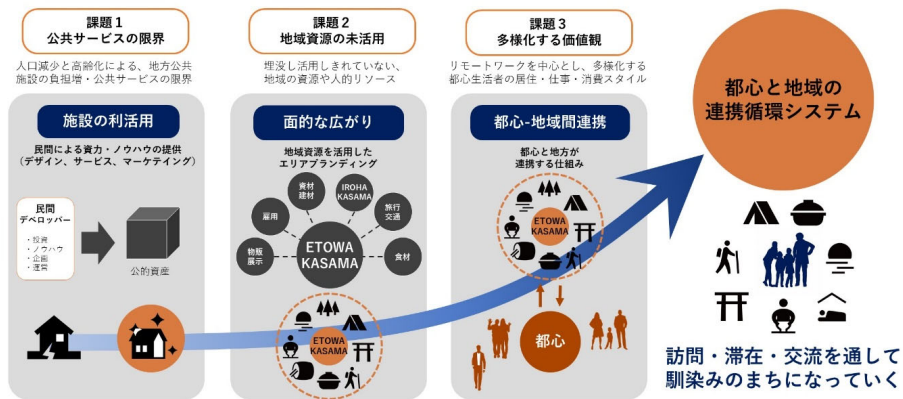 課題1
公共サービスの限界
人口減少と高齢化による、地方公共
施設の負担増・公共サービスの限界
施設の利活用
民間による資力・ノウハウの提供
(デザイン、サービス、マーケティング)
民間
デベロッパー
・投資
・ノウハウ
・企画
・運営
公的資産
課題2
地域資源の未活用
埋没し活用しきれていない、
地域の資源や人的リソース
面的な広がり
地域資源を活用した
エリアブランディング
資材
建材
IROHA
KASAMA
雇用
旅行
交通
物販
展示
ETOWA
KASAMA
食材
ETOWA
KASAMA
課題3
多様化する価値観
リモートワークを中心とし、多様化する
都心生活者の居住・仕事・消費スタイル
都心-地域間連携
都心と地方が
連携する仕組み
ETOWA
KASAMA
都心
都心と地域の
連携循環システム
訪問・滞在・交流を通して
馴染みのまちになっていく